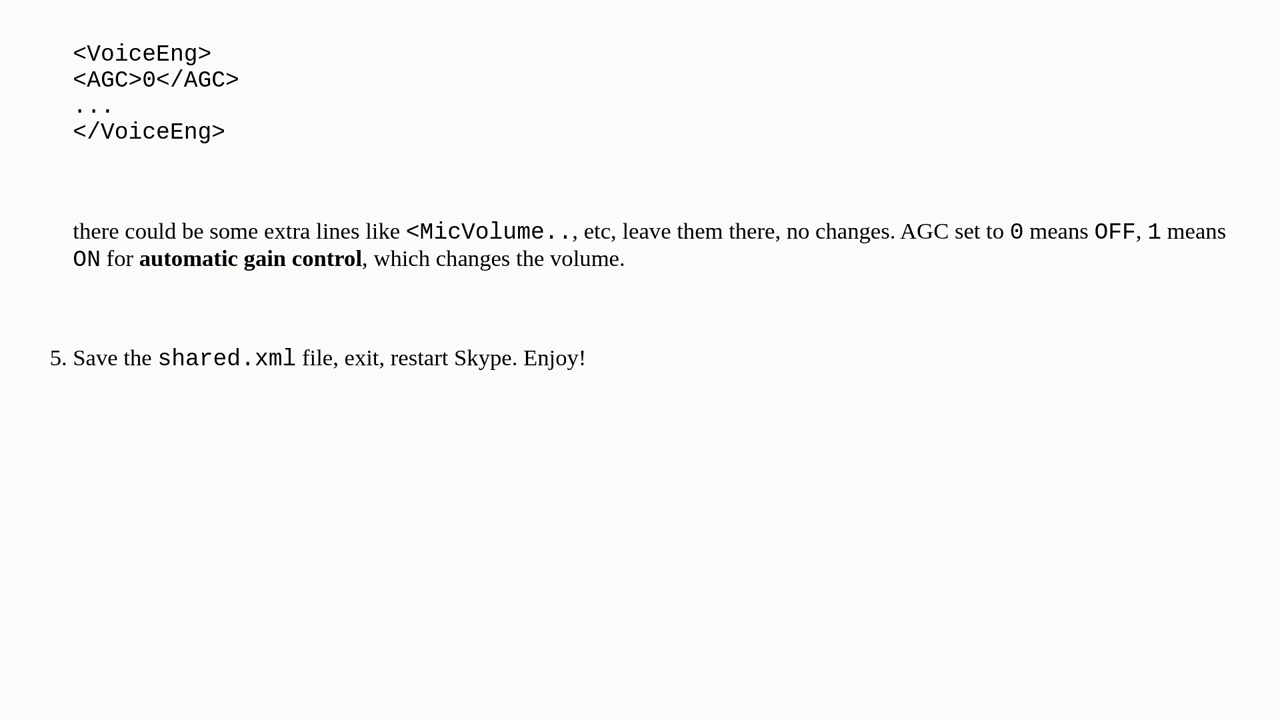 <VoiceEng>
<AGC>0</AGC>
...
</VoiceEng>
there could be some extra lines like <MicVolume.., etc, leave them there, no changes. AGC set to 0 means OFF, 1 means
ON for automatic gain control, which changes the volume.
5. Save the shared.xml file, exit, restart Skype. Enjoy!